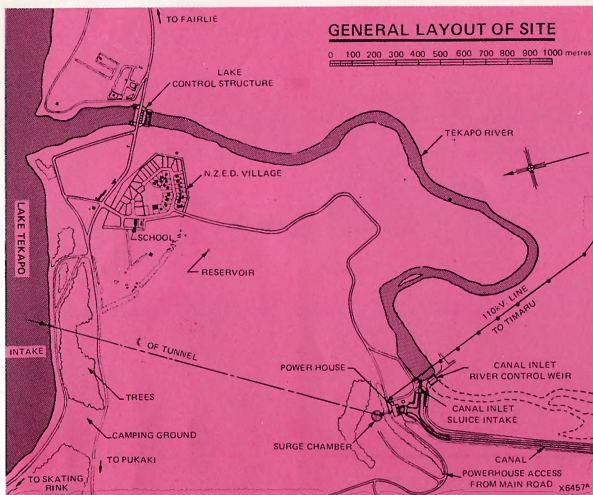 GENERAL LAYOUT OF SITE
0 100 200 300 400 500 600 700 800 900 1000 metres
TO FAIRLIE
LAKE
CONTROL STRUCTURE
TEKAPO RIVER
N.Z.E.D. VILLAGE
LAKE TEKAPO
SCHOOL
RESERVOIR
110kV. LINE
TO TIMARU
INTAKE
℄ OF TUNNEL
POWER HOUSE
CANAL INLET
RIVER CONTROL WEIR
TREES
CANAL INLET
SLUICE INTAKE
CAMPING GROUND
SURGE CHAMBER
CANAL
TO PUKAKI
TO SKATING
RINK
POWERHOUSE ACCESS
FROM MAIN ROAD
X6457A